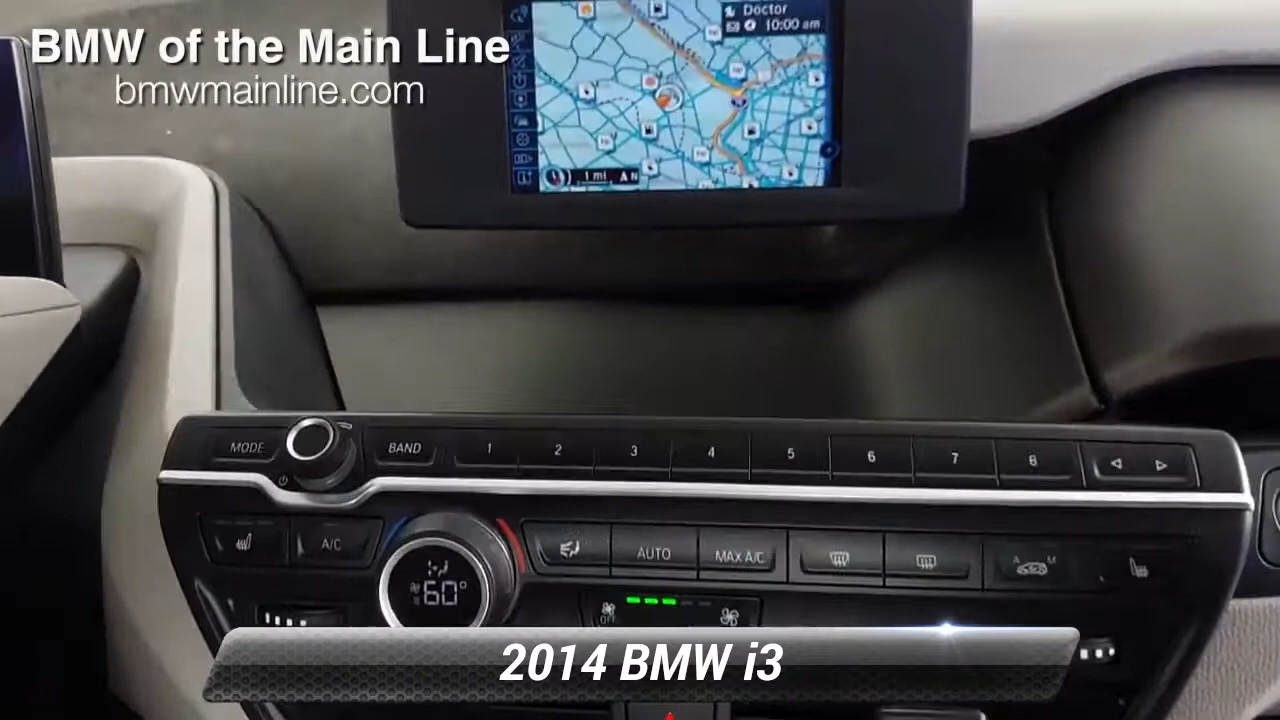 BMW of the Main Line
bmwmainline.com
Doctor
10:00 am
1 mi
N
MODE
BAND
1 2 3 4 5 6 7 8
A/C
AUTO
MAX A/C
A M
60°
OFF
2014 BMW i3